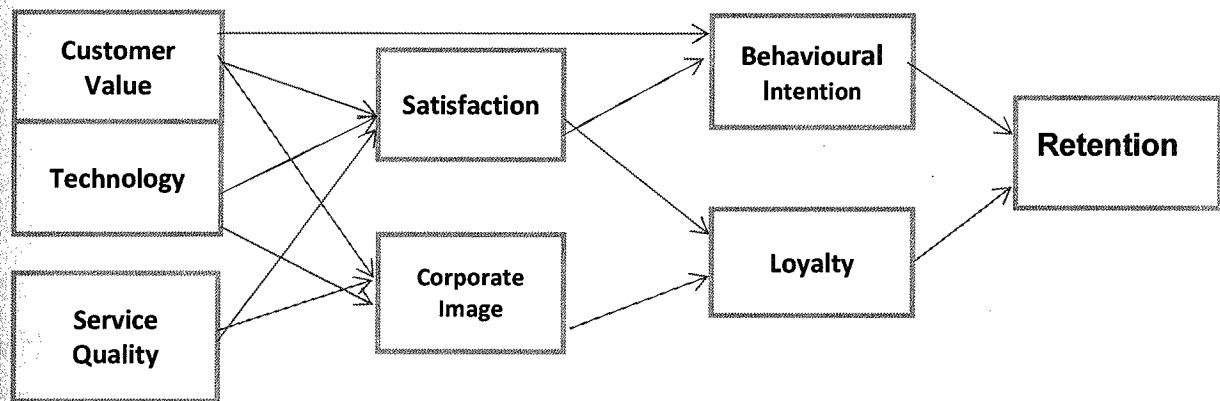 Customer
Value
Technology
Service
Quality
Satisfaction
Corporate
Image
Behavioural
Intention
Loyalty
Retention